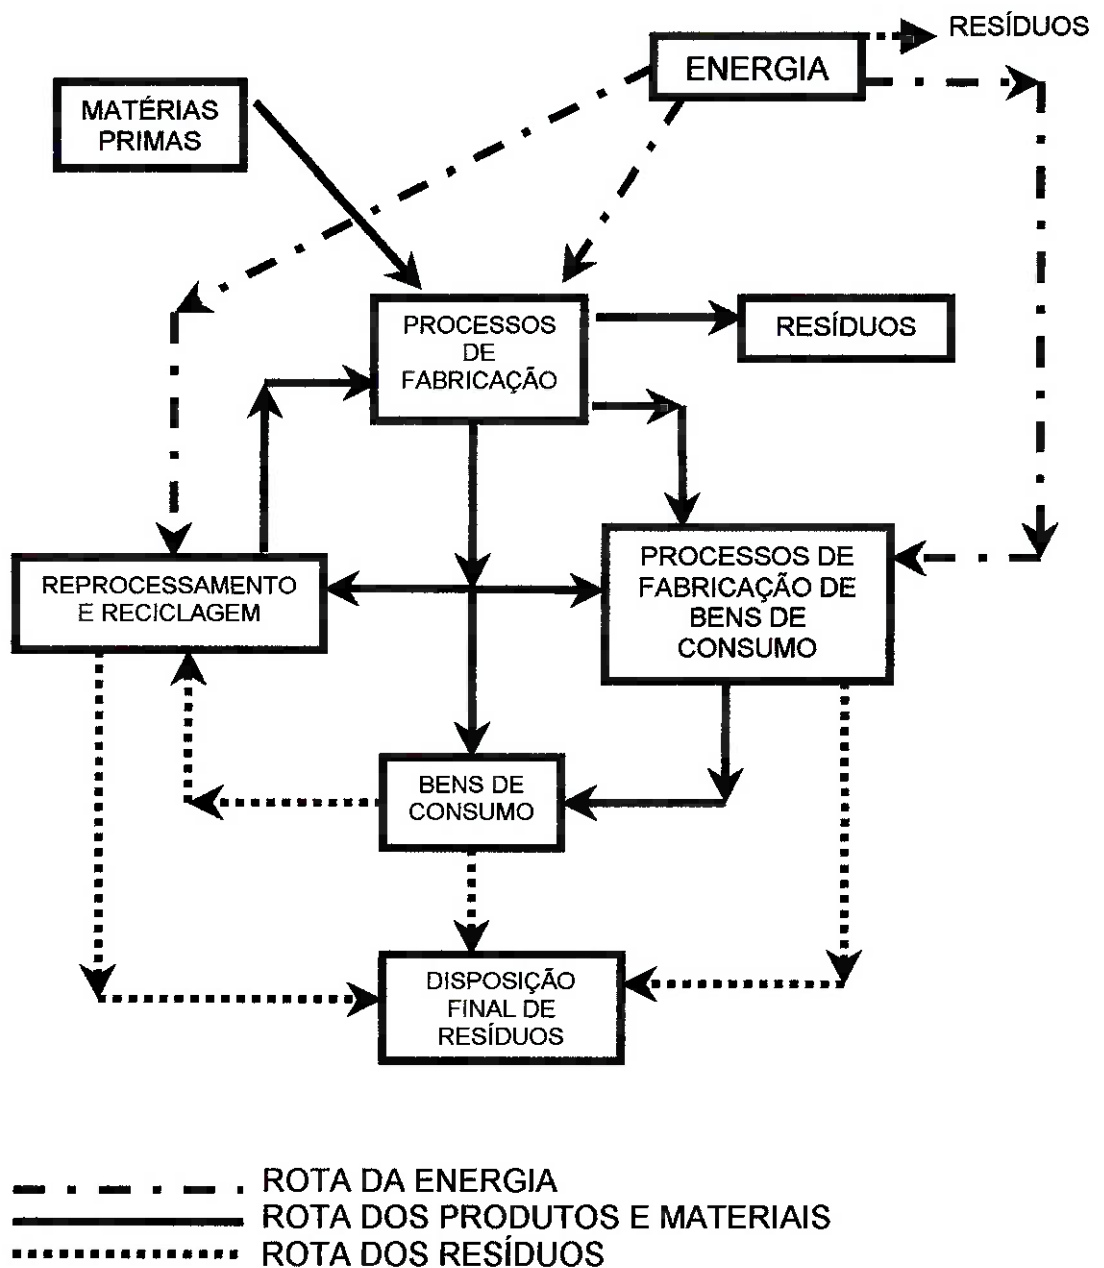 RESÍDUOS
ENERGIA
MATÉRIAS
PRIMAS
PROCESSOS
DE
FABRICAÇÃO
RESÍDUOS
REPROCESSAMENTO
E RECICLAGEM
PROCESSOS DE
FABRICAÇÃO DE
BENS DE
CONSUMO
BENS DE
CONSUMO
DISPOSIÇÃO
FINAL DE
RESÍDUOS
ROTA DA ENERGIA
ROTA DOS PRODUTOS E MATERIAIS
ROTA DOS RESÍDUOS